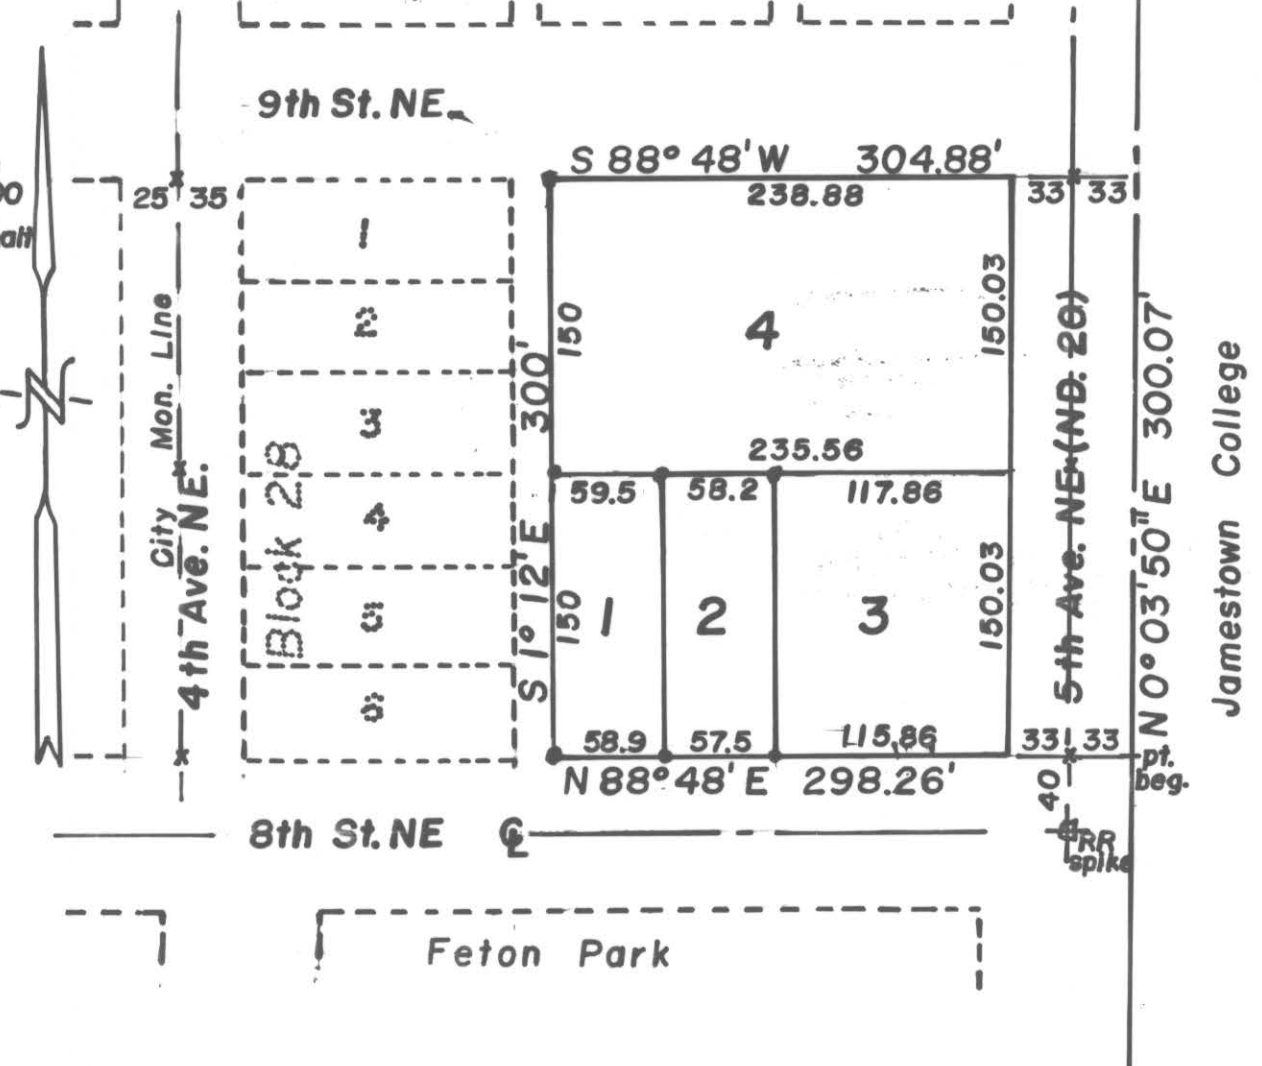 9th St. NE.
S 88° 48' W 304.88'
25 35
238.88
33 33
1
2
3
4
5
6
Block 28
City Mon. Line
4th Ave. NE.
S 1° 12' E 300'
150
4
150.03
235.56
59.5 58.2 117.86
150
1
2
3
150.03
58.9 57.5 115.86
N 88° 48' E 298.26'
5th Ave. NE (ND. 20)
33 33
N 0° 03' 50" E 300.07'
Jamestown College
pt.
beg.
40
RR
spike
8th St. NE
Feton Park
N